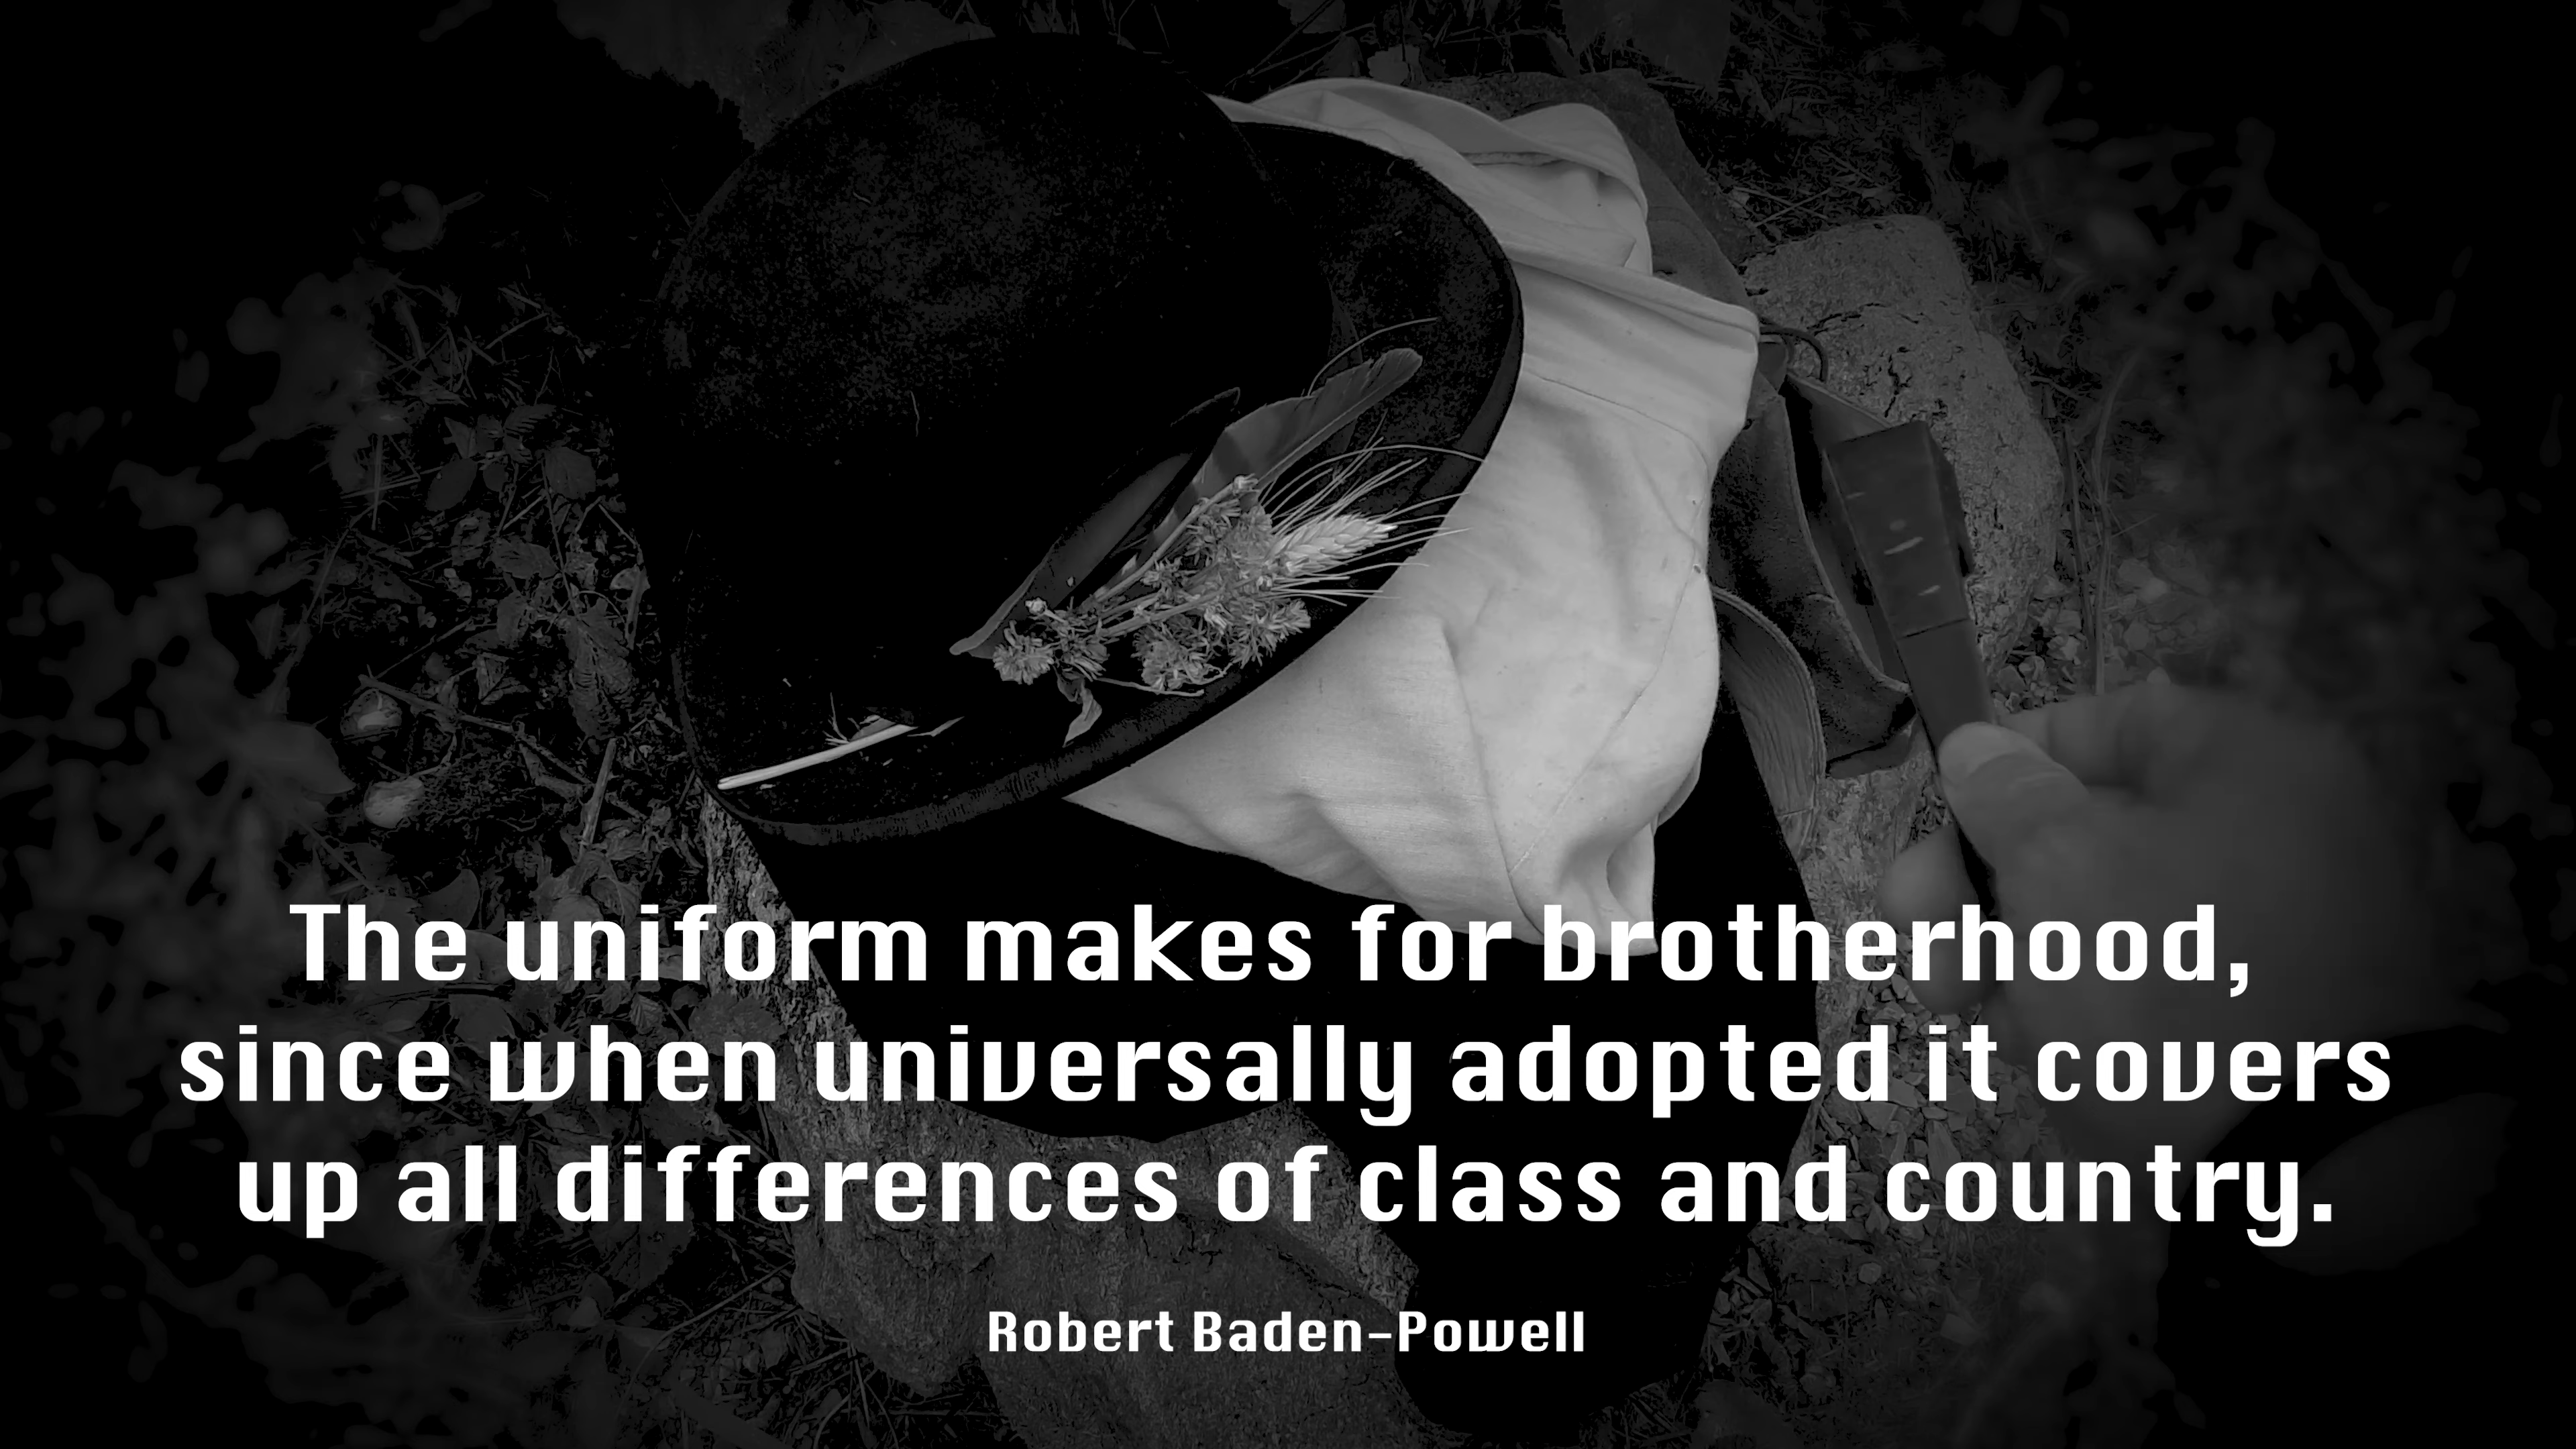 The uniform makes for brotherhood,
since when universally adopted it covers
up all differences of class and country.
Robert Baden-Powell